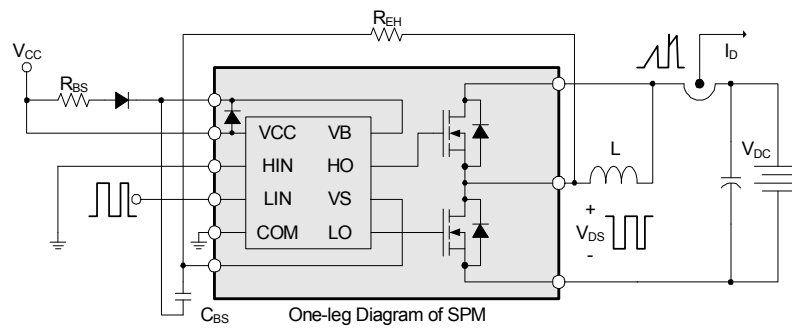 REH
VCC
RBS
ID
VCC VB
HIN HO
LIN VS
COM LO
L
VDC
+
VDS
-
CBS
One-leg Diagram of SPM